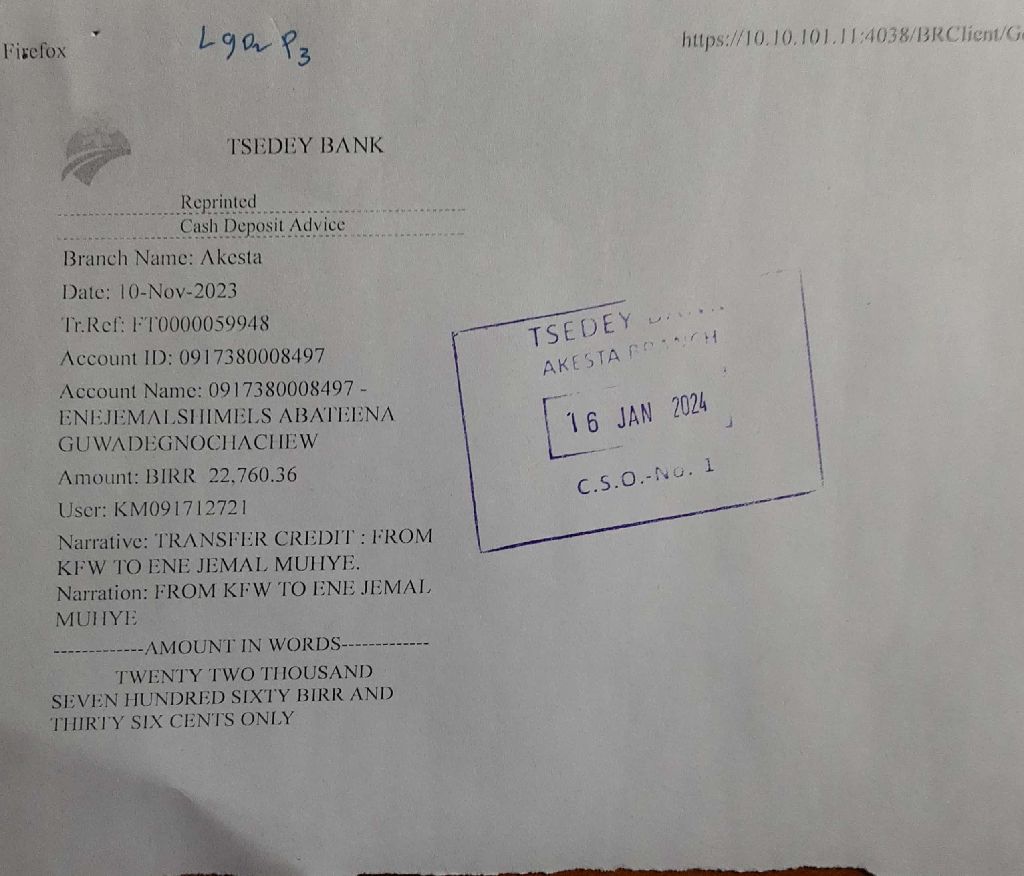 Firefox
https://10.10.101.11:4038/BRClient/Ge
TSEDEY BANK
Reprinted
Cash Deposit Advice
Branch Name: Akesta
Date: 10-Nov-2023
Tr.Ref: FT0000059948
Account ID: 0917380008497
Account Name: 0917380008497 -
ENEJEMALSHIMELS ABATEENA
GUWADEGNOCHACHEW
Amount: BIRR 22,760.36
User: KM091712721
Narrative: TRANSFER CREDIT : FROM
KFW TO ENE JEMAL MUHYE.
Narration: FROM KFW TO ENE JEMAL
MUHYE
-------------AMOUNT IN WORDS-------------
TWENTY TWO THOUSAND
SEVEN HUNDRED SIXTY BIRR AND
THIRTY SIX CENTS ONLY
TSEDEY BANK
AKESTA BRANCH
16 JAN 2024
C.S.O.-No. 1